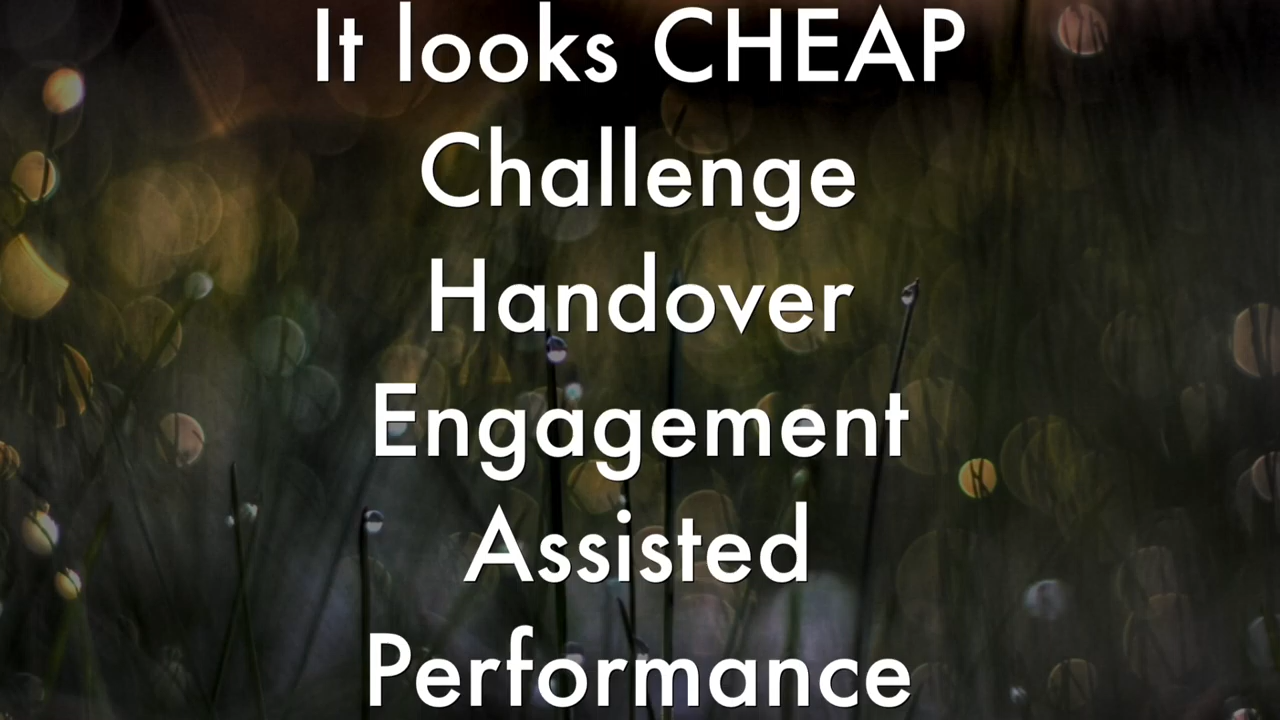 It looks CHEAP
Challenge
Handover
Engagement
Assisted
Performance